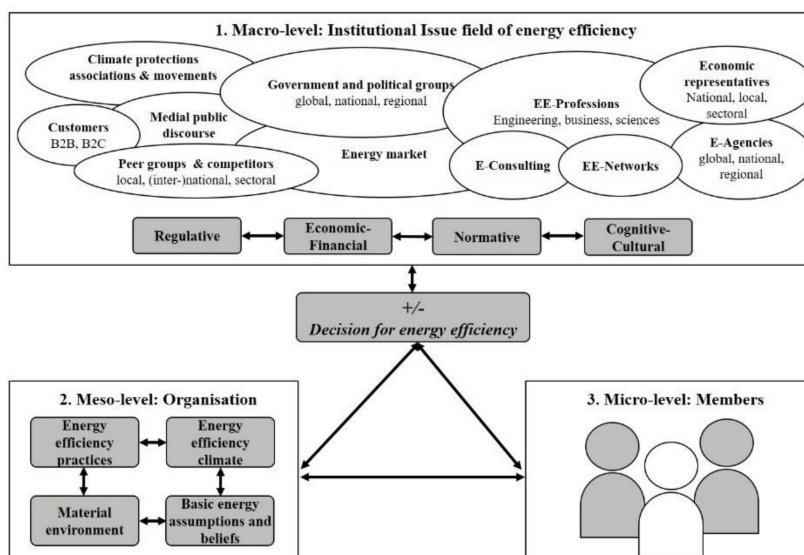 1. Macro-level: Institutional Issue field of energy efficiency
Climate protections
associations & movements
Government and political groups
global, national, regional
Economic
representatives
National, local,
sectoral
EE-Professions
Engineering, business, sciences
Customers
B2B, B2C
Medial public
discourse
Peer groups & competitors
local, (inter-)national, sectoral
Energy market
E-Consulting
EE-Networks
E-Agencies
global, national,
regional
Regulative
Economic-
Financial
Normative
Cognitive-
Cultural
+/-
Decision for energy efficiency
2. Meso-level: Organisation
Energy
efficiency
practices
Energy
efficiency
climate
Material
environment
Basic energy
assumptions and
beliefs
3. Micro-level: Members